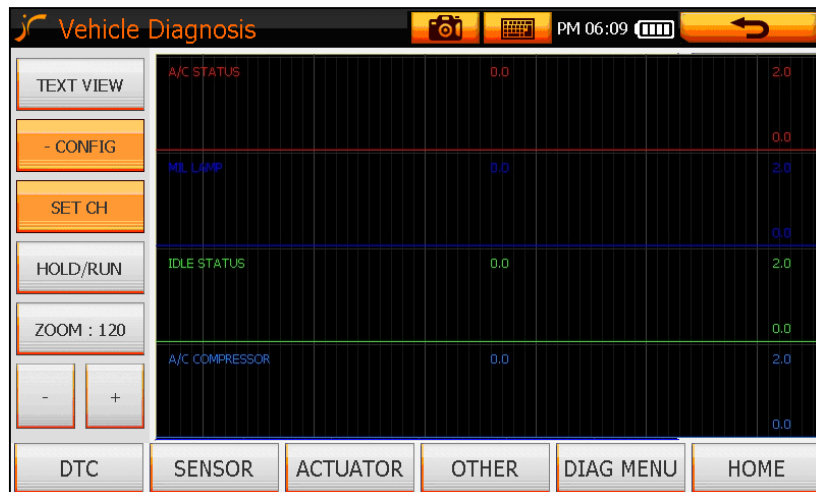 Vehicle Diagnosis
PM 06:09
TEXT VIEW
- CONFIG
SET CH
HOLD/RUN
ZOOM : 120
- +
A/C STATUS 0.0 2.0
0.0
MIL LAMP 0.0 2.0
0.0
IDLE STATUS 0.0 2.0
0.0
A/C COMPRESSOR 0.0 2.0
0.0
DTC SENSOR ACTUATOR OTHER DIAG MENU HOME